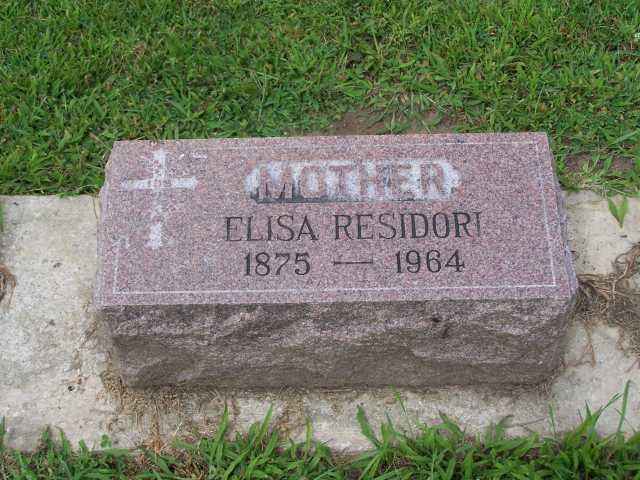 MOTHER
ELISA RESIDORI
1875 — 1964